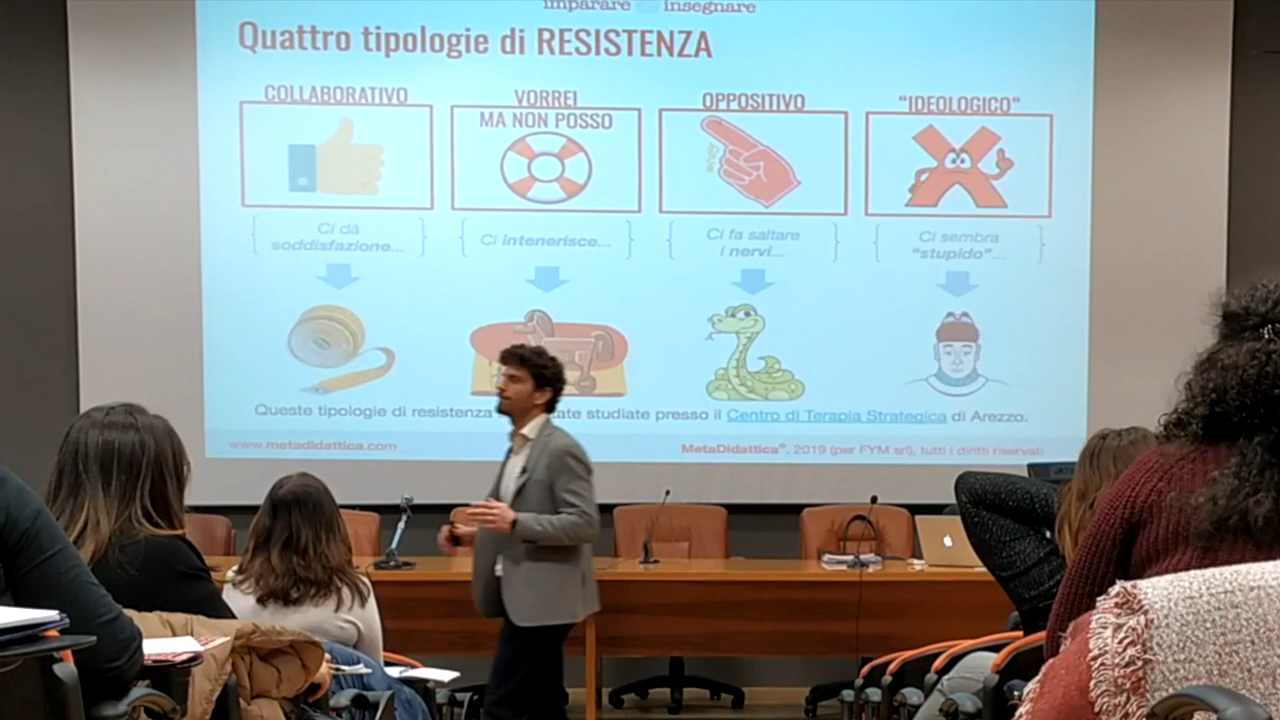 imparare insegnare
Quattro tipologie di RESISTENZA
COLLABORATIVO
VORREI
MA NON POSSO
OPPOSITIVO
“IDEOLOGICO”
Ci dà
soddisfazione...
Ci intenerisce...
Ci fa saltare
i nervi...
Ci sembra
“stupido”...
Queste tipologie di resistenza ate studiate presso il Centro di Terapia Strategica di Arezzo.
www.metadidattica.com
MetaDidattica®, 2019 (per FYM srl), tutti i diritti riservati